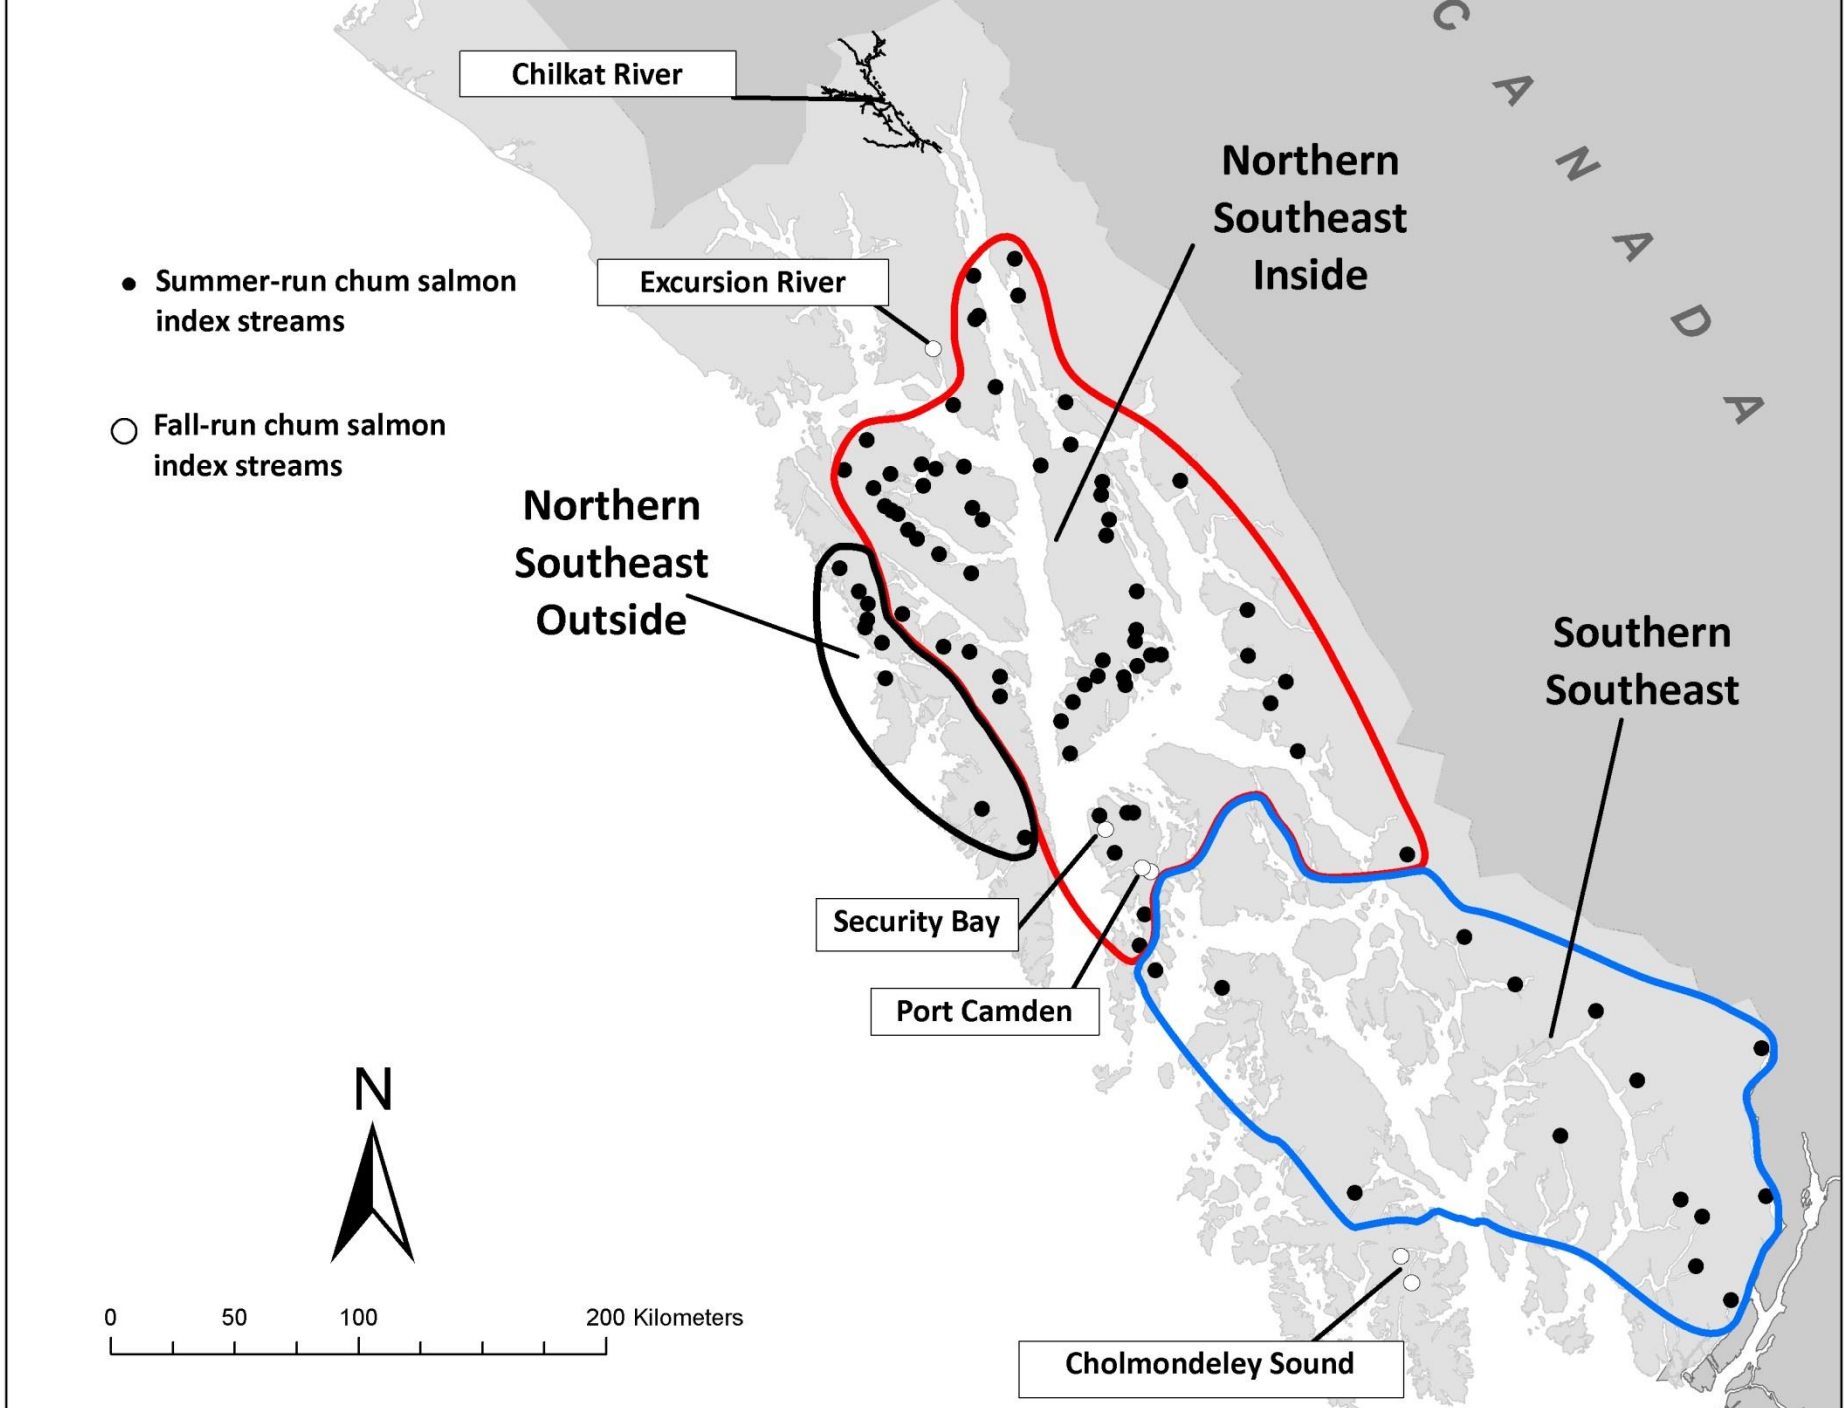 Chilkat River
C A N A D A
Northern
Southeast
Inside
Summer-run chum salmon
index streams
Excursion River
Fall-run chum salmon
index streams
Northern
Southeast
Outside
Southern
Southeast
Security Bay
Port Camden
N
0 50 100 200 Kilometers
Cholmondeley Sound